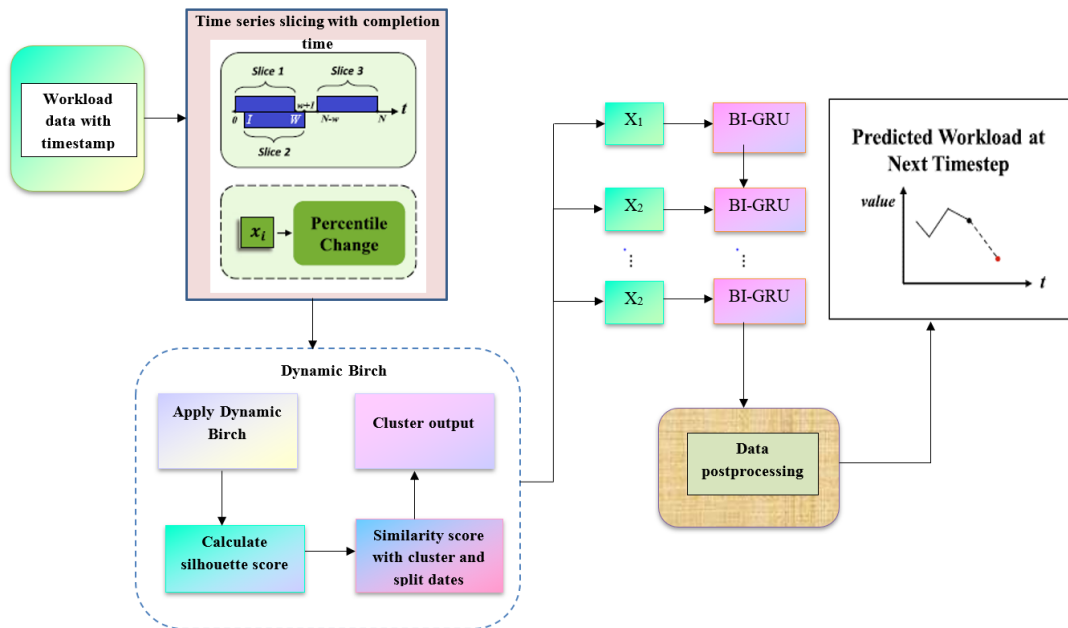 Workload
data with
timestamp
Time series slicing with completion
time
Slice 1
Slice 3
w+1
t
0
1
W
N-w
N
Slice 2
xi
Percentile
Change
Dynamic Birch
Apply Dynamic
Birch
Cluster output
Calculate
silhouette score
Similarity score
with cluster and
split dates
X1
BI-GRU
X2
BI-GRU
X2
BI-GRU
Data
postprocessing
Predicted Workload at
Next Timestep
value
t